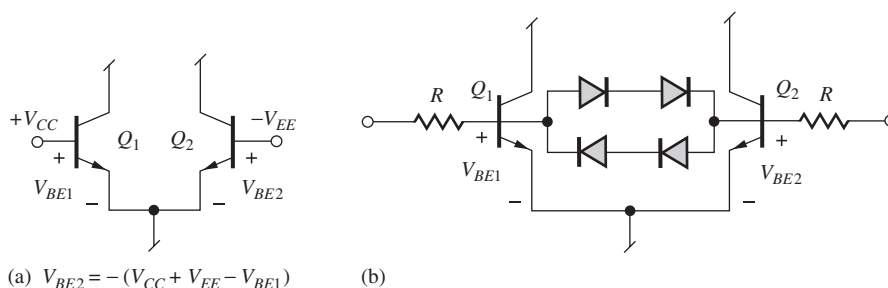 +V_CC
Q_1
Q_2
−V_EE
+
+
V_BE1
V_BE2
−
−
(a) V_BE2 = − (V_CC + V_EE − V_BE1)
R
Q_1
Q_2
R
+
+
V_BE1
V_BE2
−
−
(b)